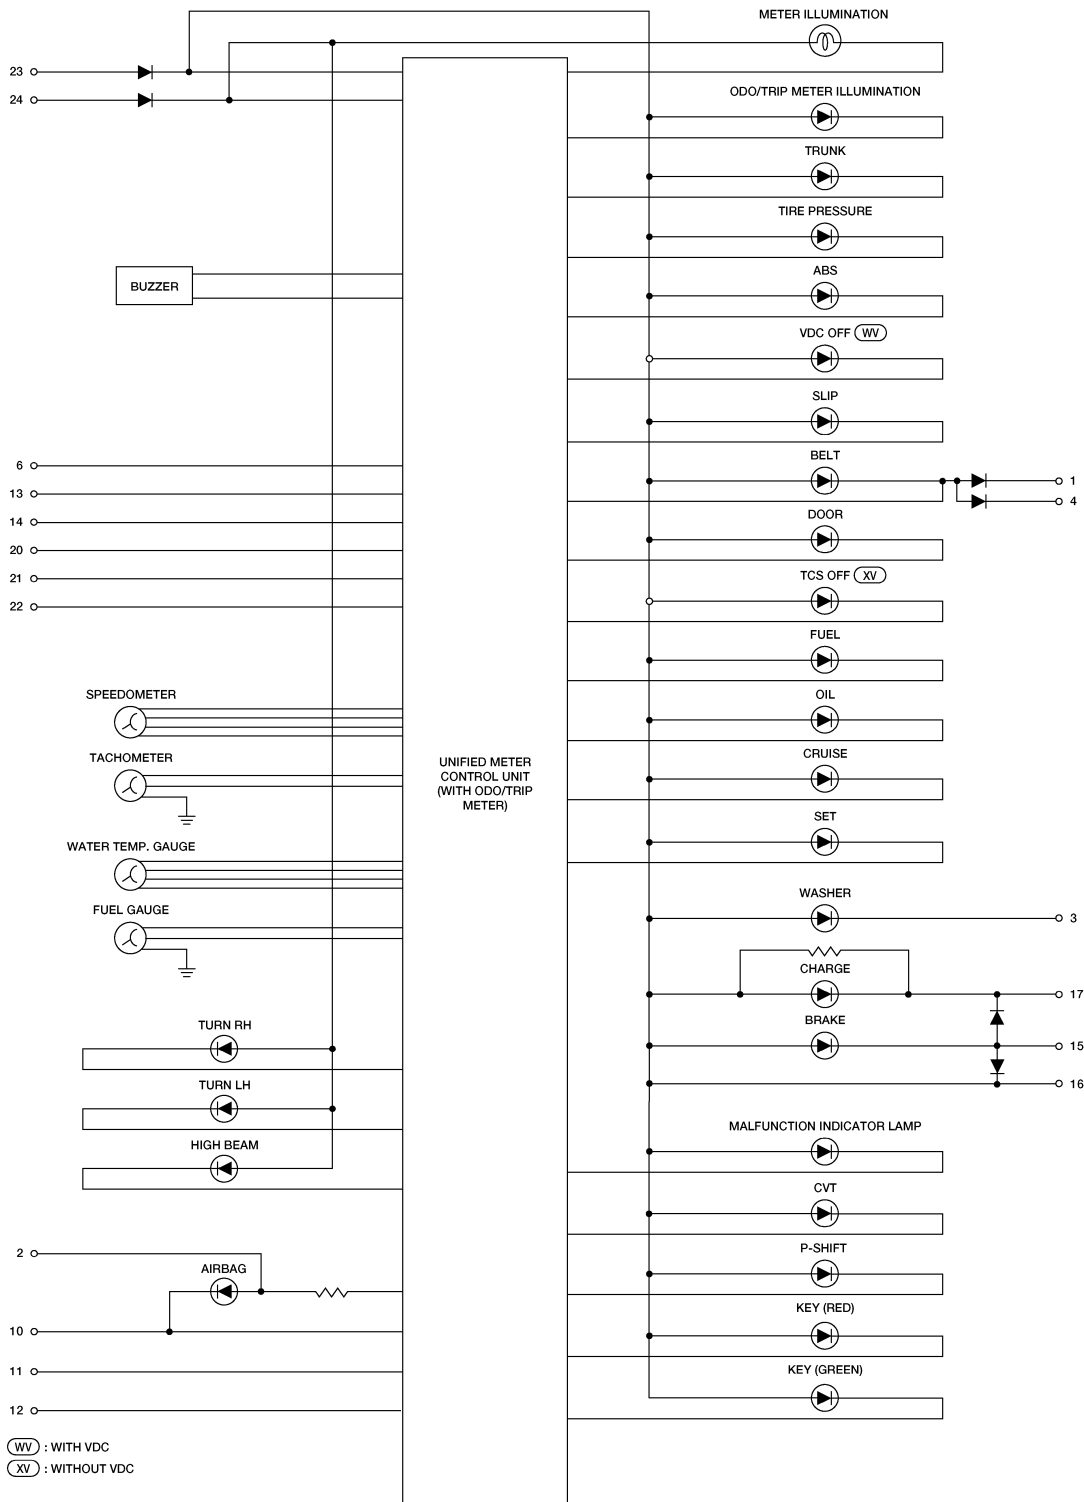 METER ILLUMINATION
23
24
ODO/TRIP METER ILLUMINATION
TRUNK
TIRE PRESSURE
ABS
BUZZER
VDC OFF WV
SLIP
BELT
1
4
6
13
14
20
21
22
DOOR
TCS OFF XV
FUEL
OIL
CRUISE
SET
SPEEDOMETER
TACHOMETER
UNIFIED METER
CONTROL UNIT
(WITH ODO/TRIP
METER)
WATER TEMP. GAUGE
FUEL GAUGE
WASHER
3
CHARGE
17
BRAKE
15
16
TURN RH
TURN LH
HIGH BEAM
MALFUNCTION INDICATOR LAMP
CVT
P-SHIFT
KEY (RED)
KEY (GREEN)
2
AIRBAG
10
11
12
WV : WITH VDC
XV : WITHOUT VDC